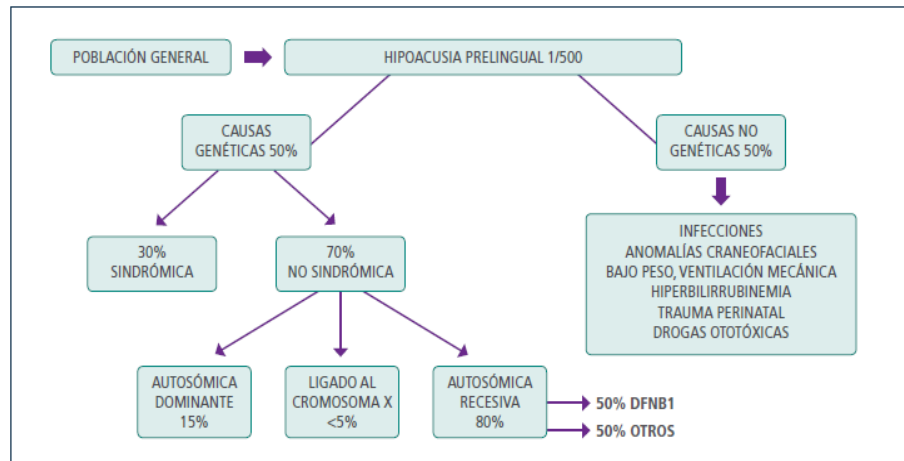 POBLACIÓN GENERAL
HIPOACUSIA PRELINGUAL 1/500
CAUSAS
GENÉTICAS 50%
CAUSAS NO
GENÉTICAS 50%
30%
SINDRÓMICA
70%
NO SINDRÓMICA
INFECCIONES
ANOMALÍAS CRANEOFACIALES
BAJO PESO, VENTILACIÓN MECÁNICA
HIPERBILIRRUBINEMIA
TRAUMA PERINATAL
DROGAS OTOTÓXICAS
AUTOSÓMICA
DOMINANTE
15%
LIGADO AL
CROMOSOMA X
<5%
AUTOSÓMICA
RECESIVA
80%
50% DFNB1
50% OTROS